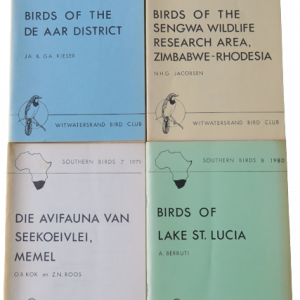 BIRDS OF THE
DE AAR DISTRICT
J.A. & G.A. KIESER
WITWATERSRAND BIRD CLUB
BIRDS OF THE
SENGWA WILDLIFE
RESEARCH AREA,
ZIMBABWE-RHODESIA
N.H.G. JACOBSEN
WITWATERSRAND BIRD CLUB
SOUTHERN BIRDS 7 1979
DIE AVIFAUNA VAN
SEEKOEIVLEI,
MEMEL
O.B. KOK en Z.N. ROOS
SOUTHERN BIRDS 8 1980
BIRDS OF
LAKE ST. LUCIA
A. BERRUTI